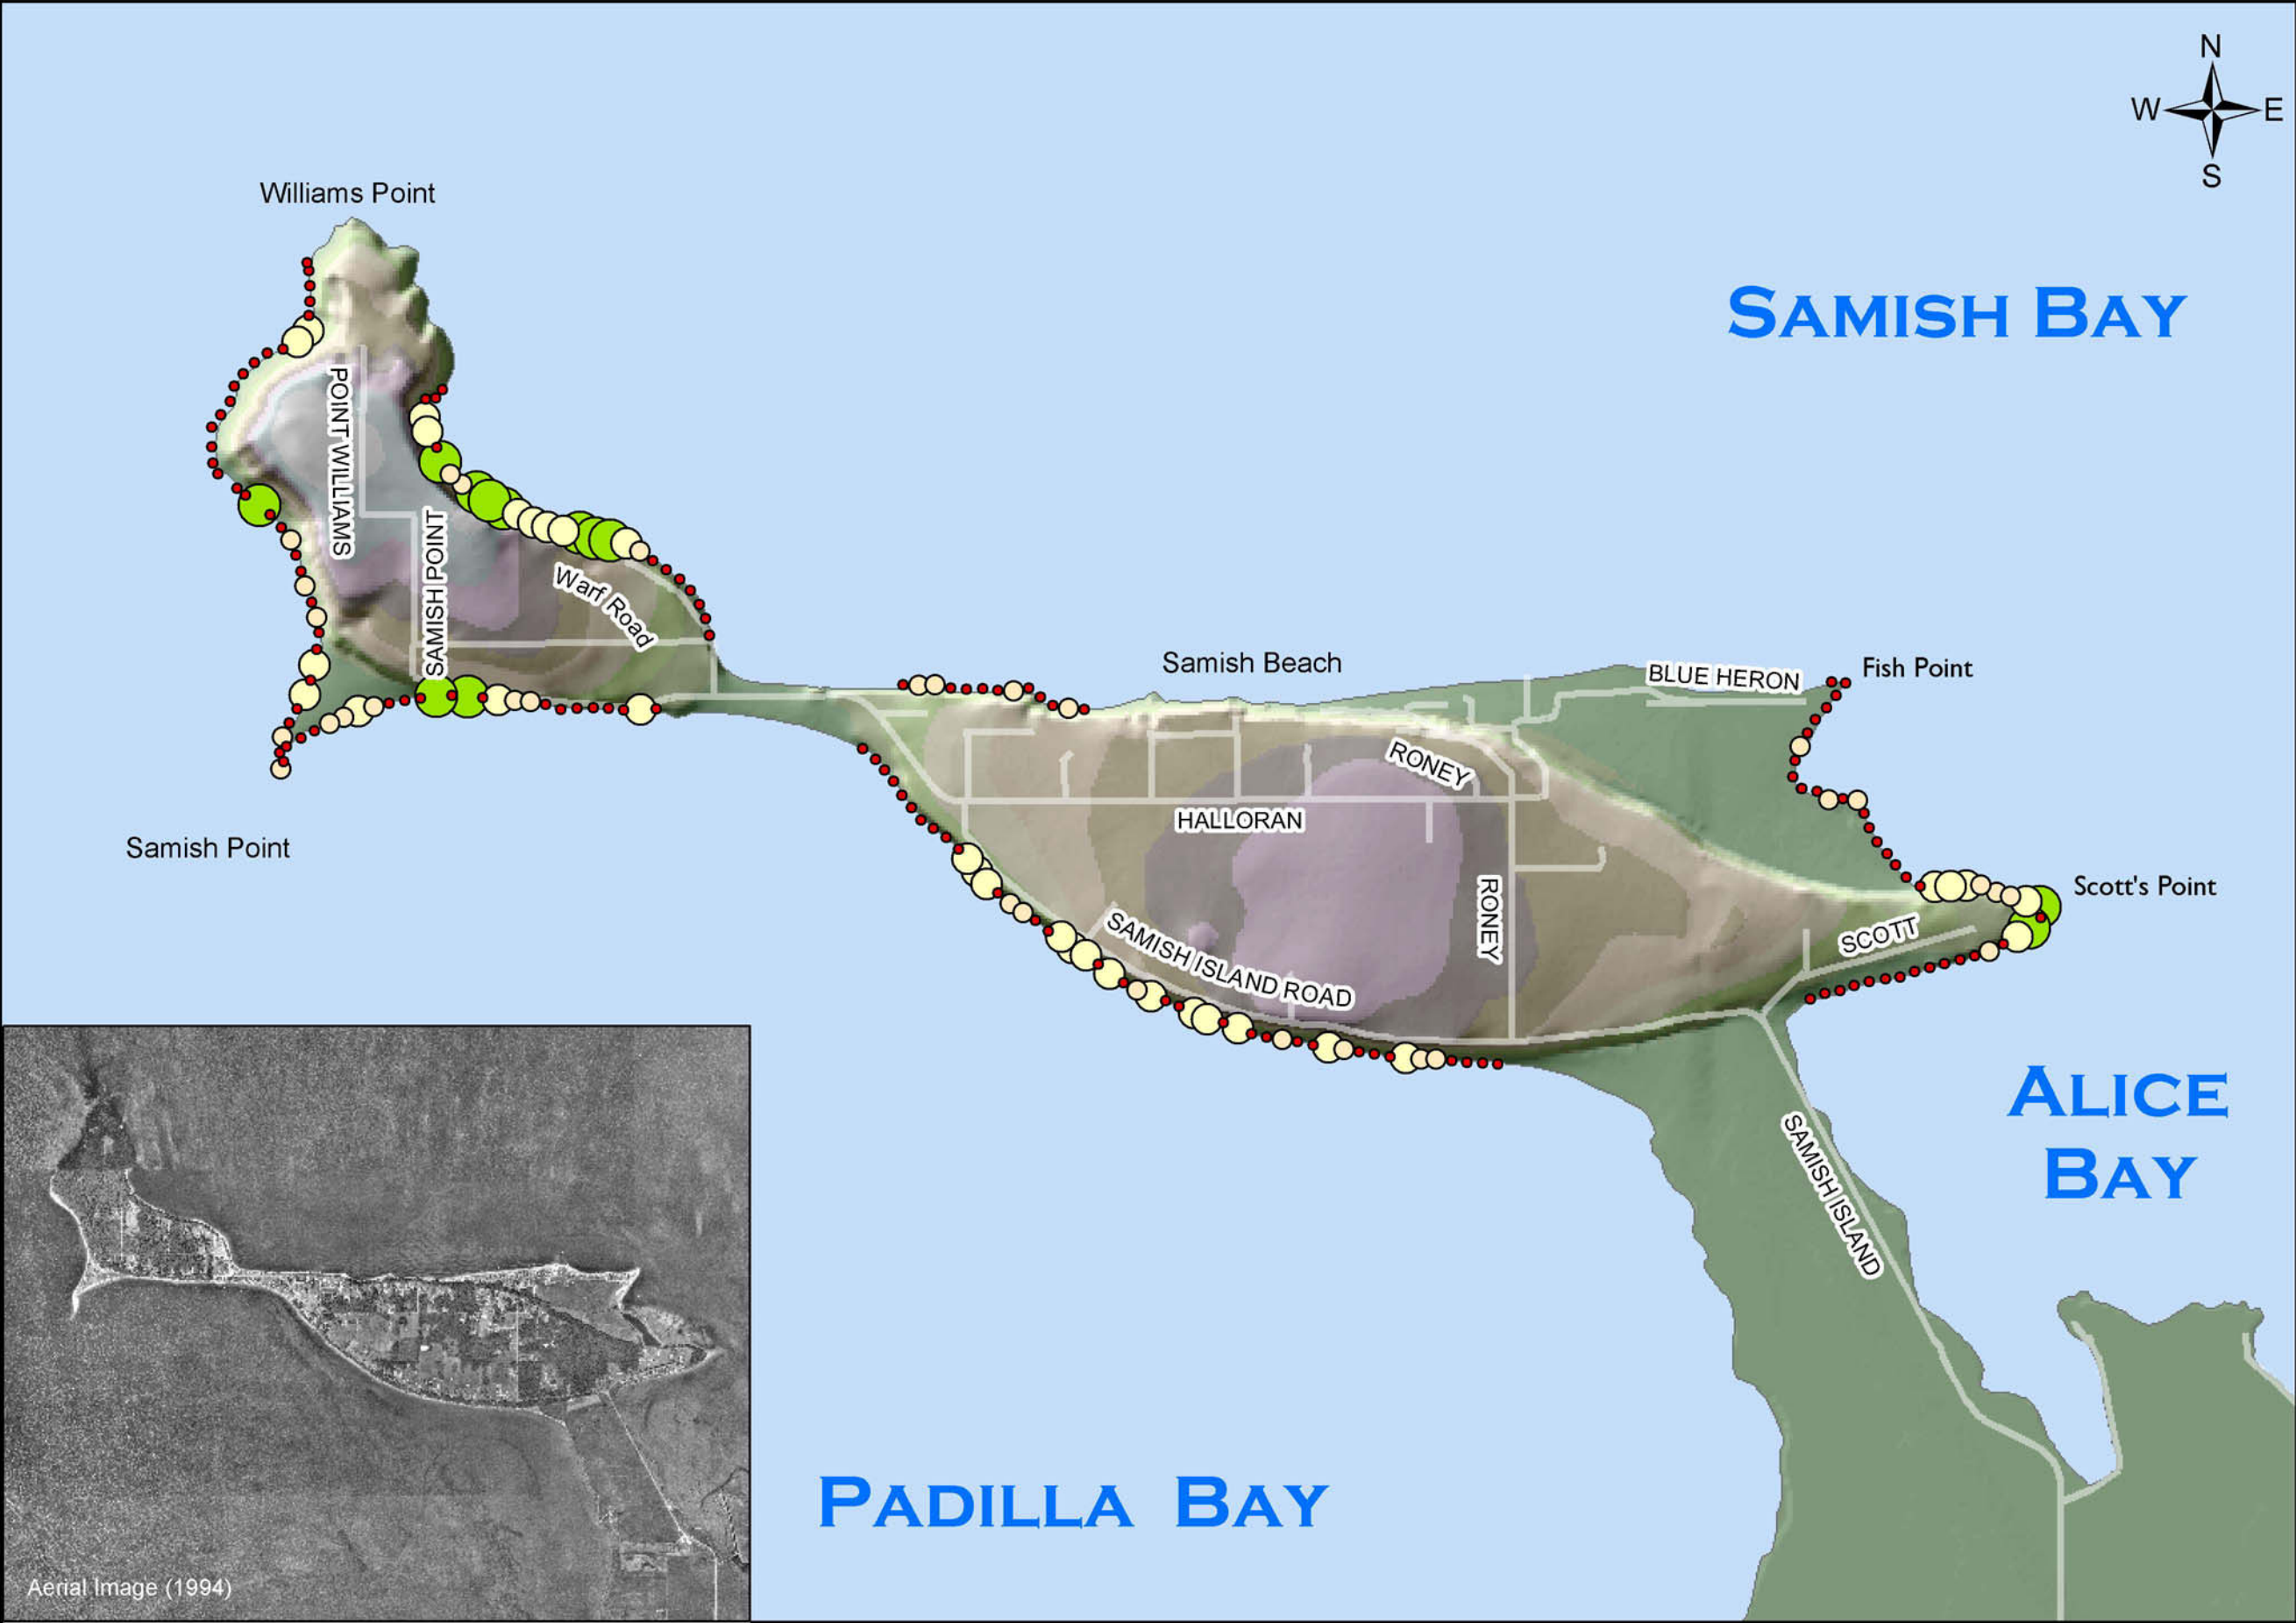 N
W E
S
Williams Point
SAMISH BAY
POINT WILLIAMS
SAMISH POINT
Warf Road
Samish Beach
BLUE HERON
Fish Point
RONEY
HALLORAN
Samish Point
RONEY
Scott's Point
SCOTT
SAMISH ISLAND ROAD
ALICE
BAY
SAMISH ISLAND
PADILLA BAY
Aerial Image (1994)